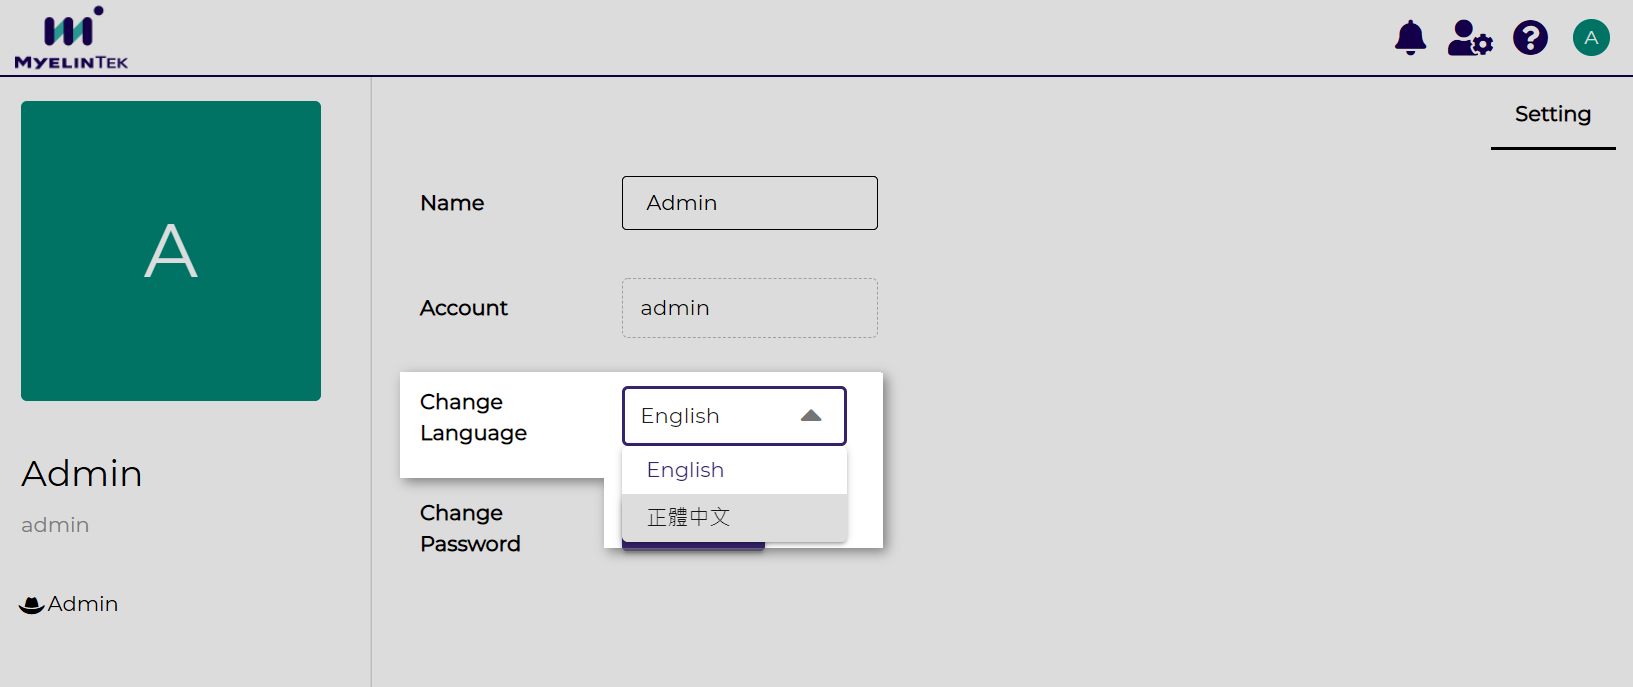 MYELINTEK
A
Setting
A
Admin
admin
Admin
Name
Admin
Account
admin
Change
Language
English
English
正體中文
Change
Password